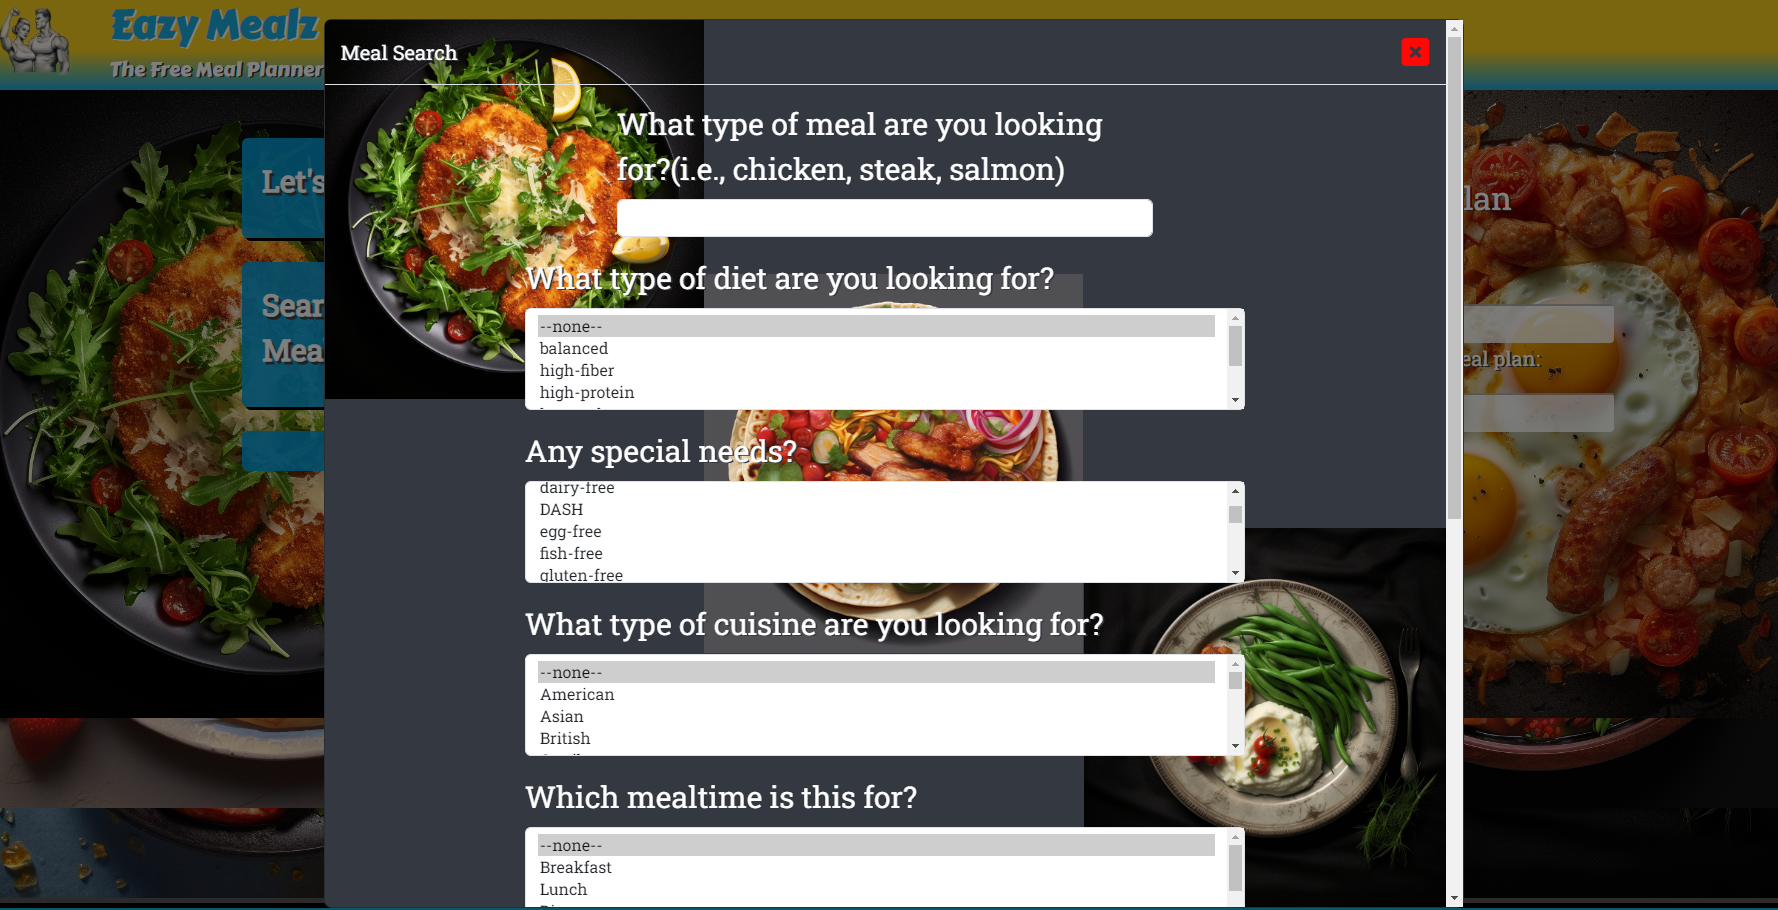 Eazy Mealz
The Free Meal Planner
Meal Search
What type of meal are you looking
for?(i.e., chicken, steak, salmon)
Let's
lan
What type of diet are you looking for?
Sear
Mea
--none--
balanced
high-fiber
high-protein
eal plan:
Any special needs?
dairy-free
DASH
egg-free
fish-free
gluten-free
What type of cuisine are you looking for?
--none--
American
Asian
British
Which mealtime is this for?
--none--
Breakfast
Lunch